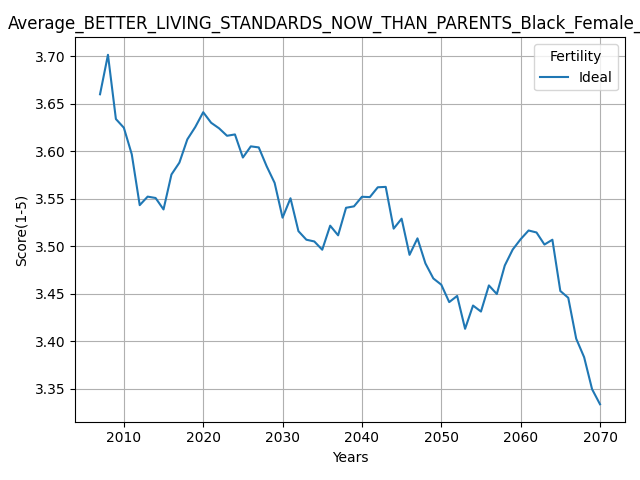 Average_BETTER_LIVING_STANDARDS_NOW_THAN_PARENTS_Black_Female_
Fertility
Ideal
Score(1-5)
3.70
3.65
3.60
3.55
3.50
3.45
3.40
3.35
2010 2020 2030 2040 2050 2060 2070
Years